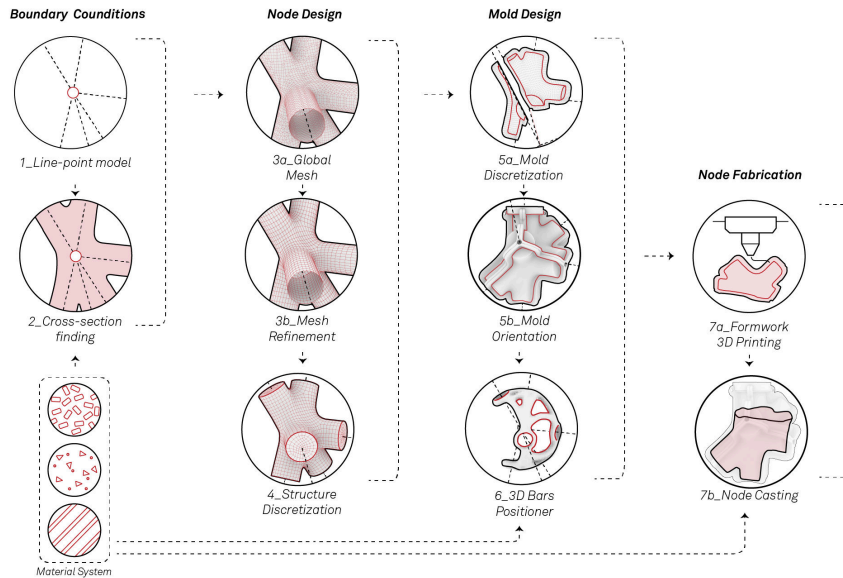 Boundary Couonditions
1_Line-point model
2_Cross-section
finding
Material System
Node Design
3a_Global
Mesh
3b_Mesh
Refinement
4_Structure
Discretization
Mold Design
5a_Mold
Discretization
5b_Mold
Orientation
6_3D Bars
Positioner
Node Fabrication
7a_Formwork
3D Printing
7b_Node Casting